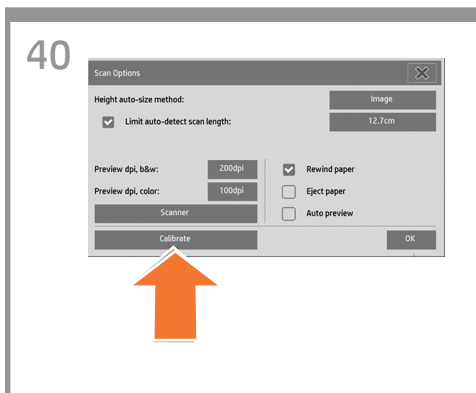 40
Scan Options
Height auto-size method: Image
Limit auto-detect scan length: 12.7cm
Preview dpi, b&w: 200dpi Rewind paper
Preview dpi, color: 100dpi Eject paper
Scanner Auto preview
Calibrate OK